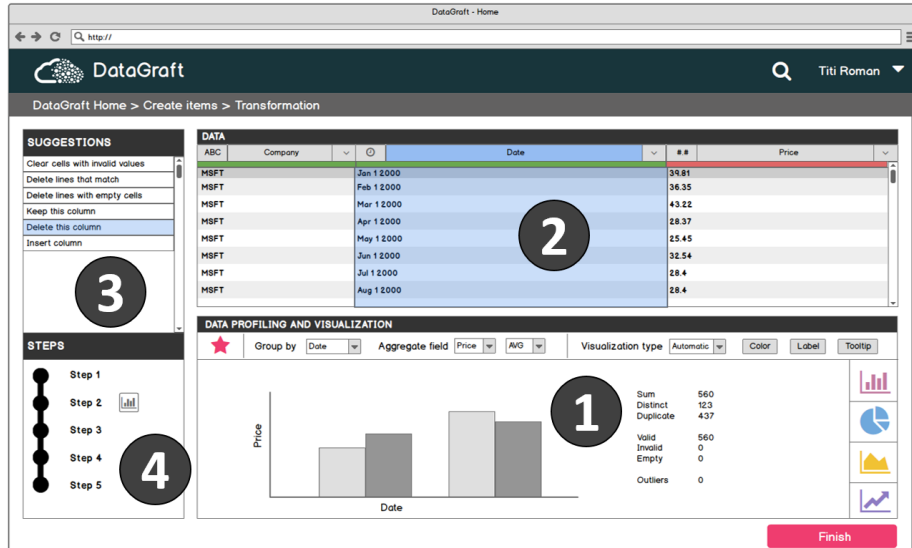 DataGraft - Home
http://
DataGraft
Titi Roman
DataGraft Home > Create items > Transformation
SUGGESTIONS
Clear cells with invalid values
Delete lines that match
Delete lines with empty cells
Keep this column
Delete this column
Insert column
3
DATA
ABC Company Date #.# Price
MSFT Jan 1 2000 39.81
MSFT Feb 1 2000 36.35
MSFT Mar 1 2000 43.22
MSFT Apr 1 2000 28.37
MSFT May 1 2000 25.45
MSFT Jun 1 2000 32.54
MSFT Jul 1 2000 28.4
MSFT Aug 1 2000 28.4
2
STEPS
Step 1
Step 2
Step 3
Step 4
Step 5
4
DATA PROFILING AND VISUALIZATION
Group by Date Aggregate field Price AVG Visualization type Automatic Color Label Tooltip
Price
Date
1
Sum 560
Distinct 123
Duplicate 437
Valid 560
Invalid 0
Empty 0
Outliers 0
Finish